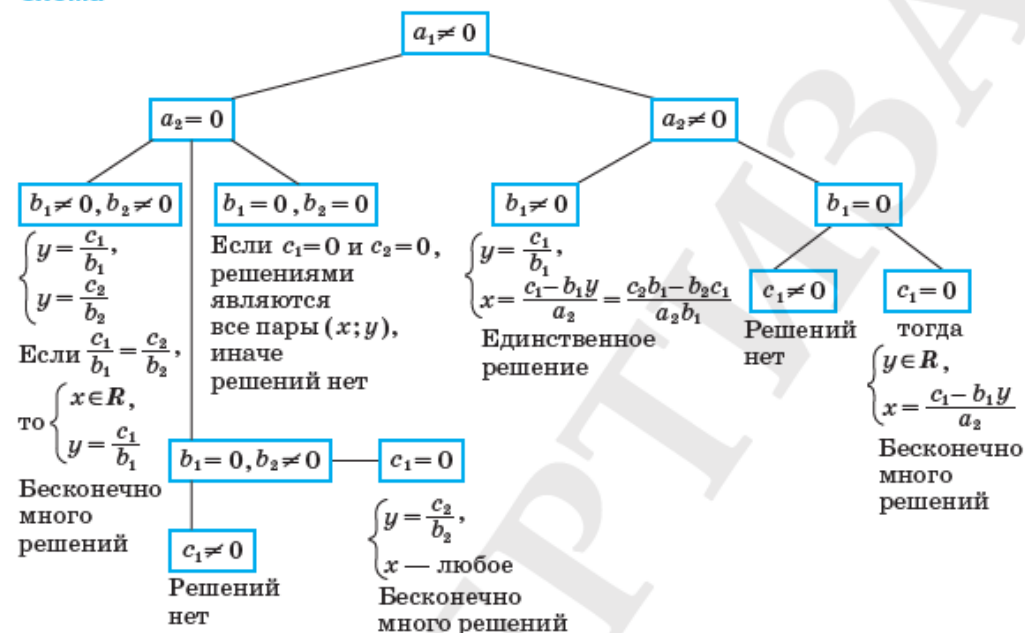 a₁ ≠ 0
a₂ = 0
a₂ ≠ 0
b₁ ≠ 0, b₂ ≠ 0
b₁ = 0, b₂ = 0
b₁ ≠ 0
b₁ = 0
{ y = c₁/b₁,
y = c₂/b₂
Если c₁/b₁ = c₂/b₂,
то { x ∈ R,
y = c₁/b₁
Бесконечно
много
решений
Если c₁=0 и c₂=0,
решениями
являются
все пары (x; y),
иначе
решений нет
{ y = c₁/b₁,
x = (c₁ − b₁y)/a₂ = (c₂b₁ − b₂c₁)/(a₂b₁)
Единственное
решение
c₁ ≠ 0
Решений
нет
c₁ = 0
тогда
{ y ∈ R,
x = (c₁ − b₁y)/a₂
Бесконечно
много
решений
b₁ = 0, b₂ ≠ 0
c₁ = 0
{ y = c₂/b₂,
x — любое
Бесконечно
много решений
c₁ ≠ 0
Решений
нет